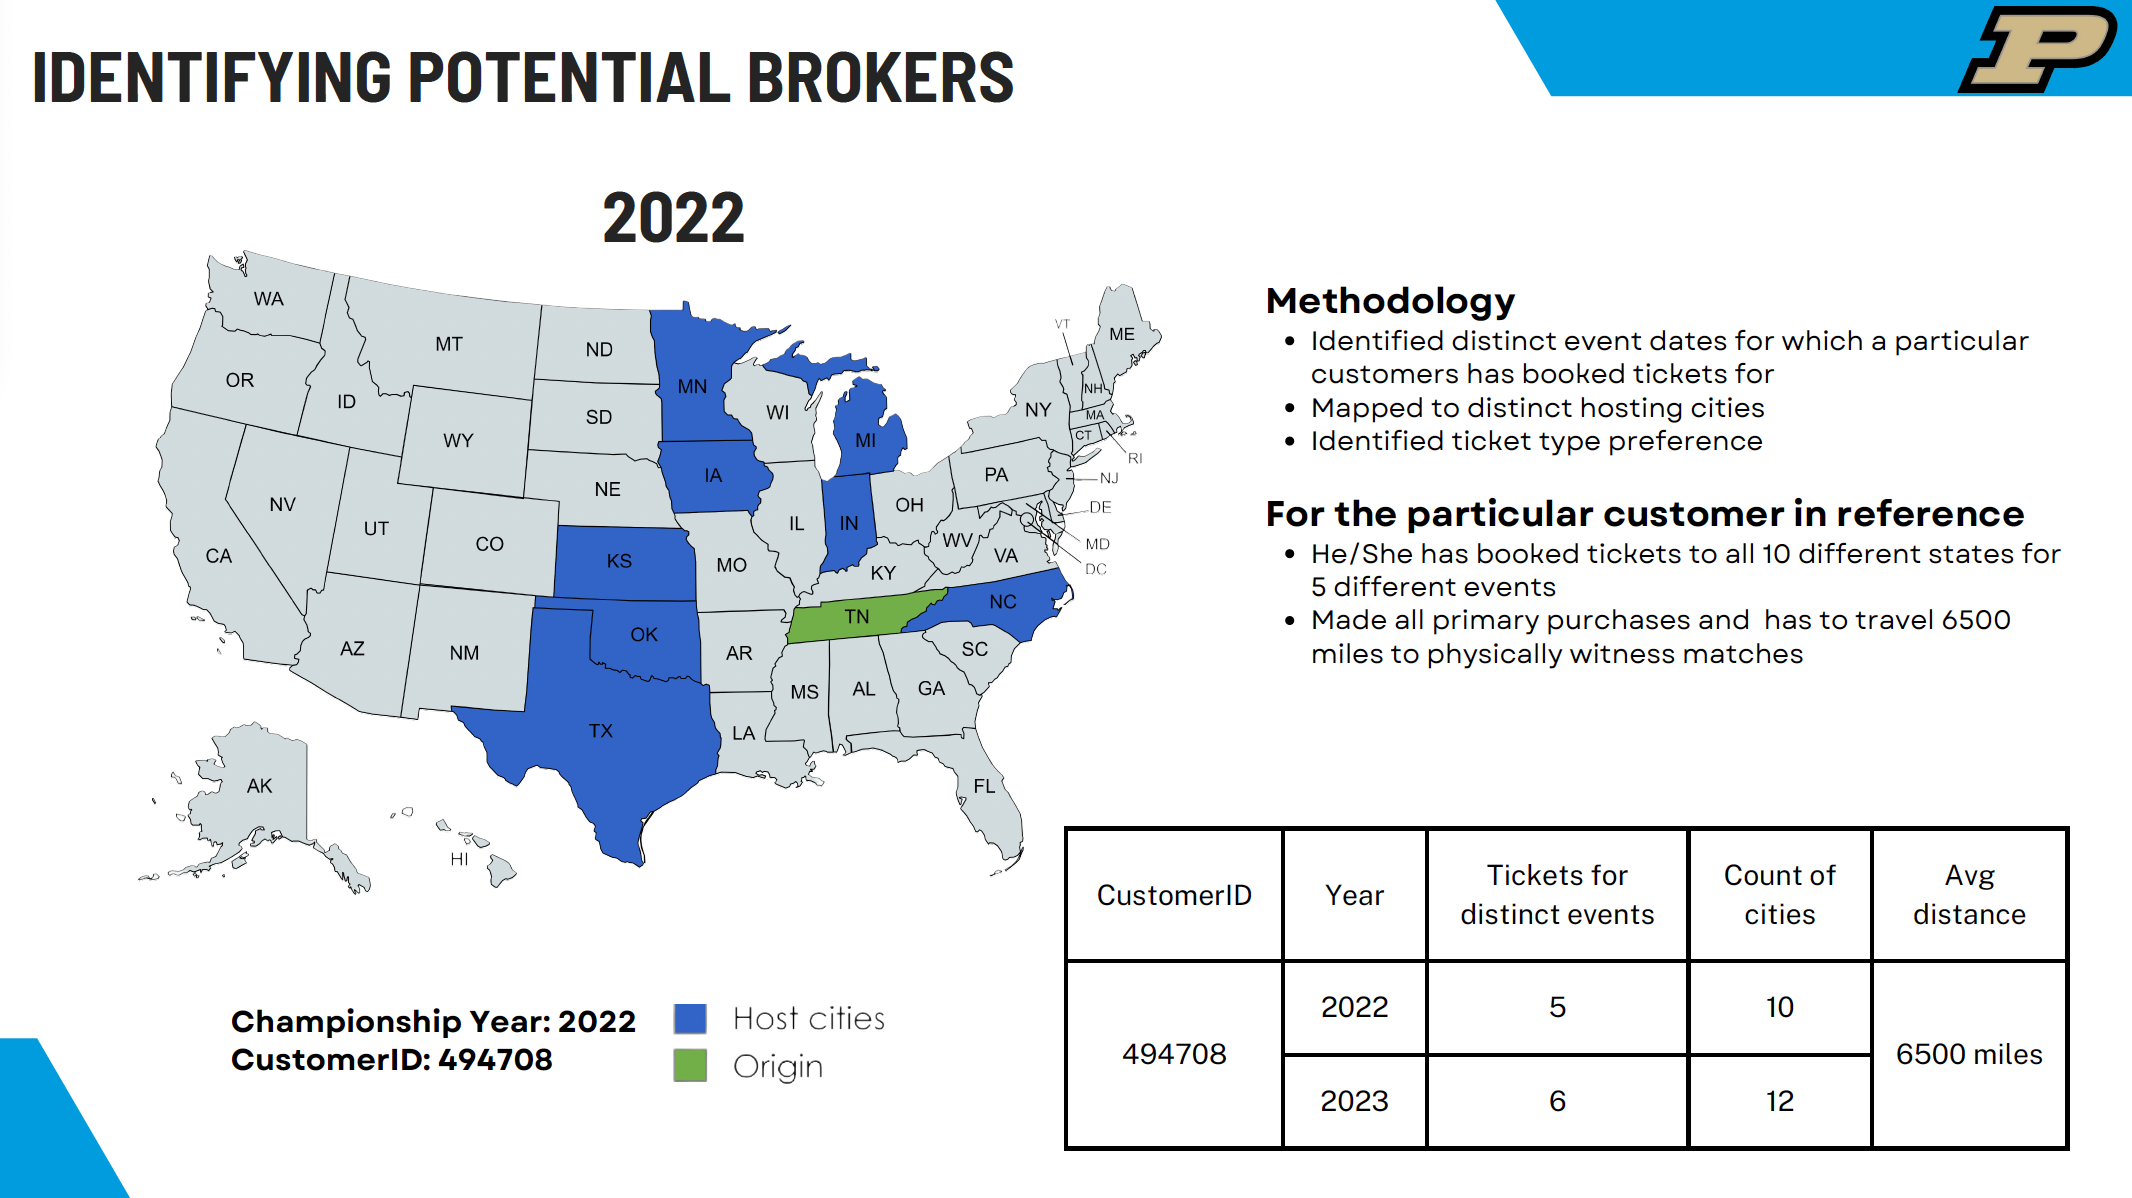 IDENTIFYING POTENTIAL BROKERS
P
2022
WA
MT
ND
MN
VT
ME
OR
ID
SD
WI
NY
NH
MA
WY
MI
CT
RI
IA
PA
NJ
NE
NV
OH
DE
UT
IL
IN
CO
WV
MD
CA
KS
MO
VA
DC
KY
NC
TN
OK
AZ
NM
AR
SC
MS
AL
GA
TX
LA
AK
FL
HI
Championship Year: 2022
CustomerID: 494708
Host cities
Origin
Methodology
• Identified distinct event dates for which a particular
customers has booked tickets for
• Mapped to distinct hosting cities
• Identified ticket type preference
For the particular customer in reference
• He/She has booked tickets to all 10 different states for
5 different events
• Made all primary purchases and  has to travel 6500
miles to physically witness matches
CustomerID
Year
Tickets for
distinct events
Count of
cities
Avg
distance
494708
2022
5
10
6500 miles
2023
6
12